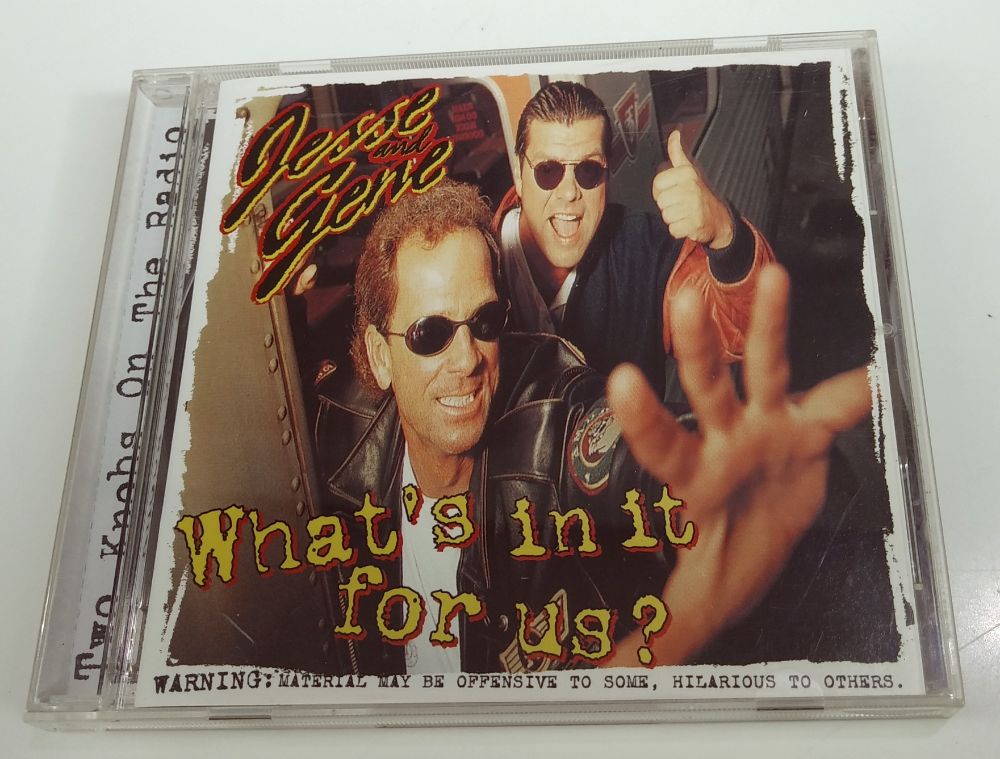 Jesse
and
Gene
What's in it
for us?
WARNING: MATERIAL MAY BE OFFENSIVE TO SOME, HILARIOUS TO OTHERS.
Two Knobs On The Radio